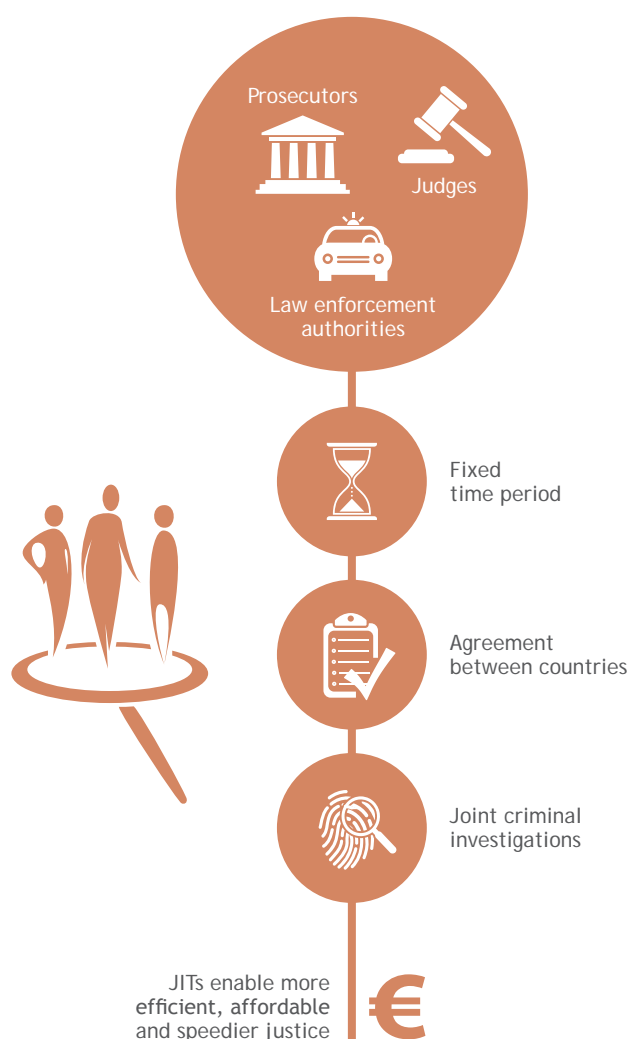 Prosecutors
Judges
Law enforcement
authorities
Fixed
time period
Agreement
between countries
Joint criminal
investigations
JITs enable more
efficient, affordable
and speedier justice
€